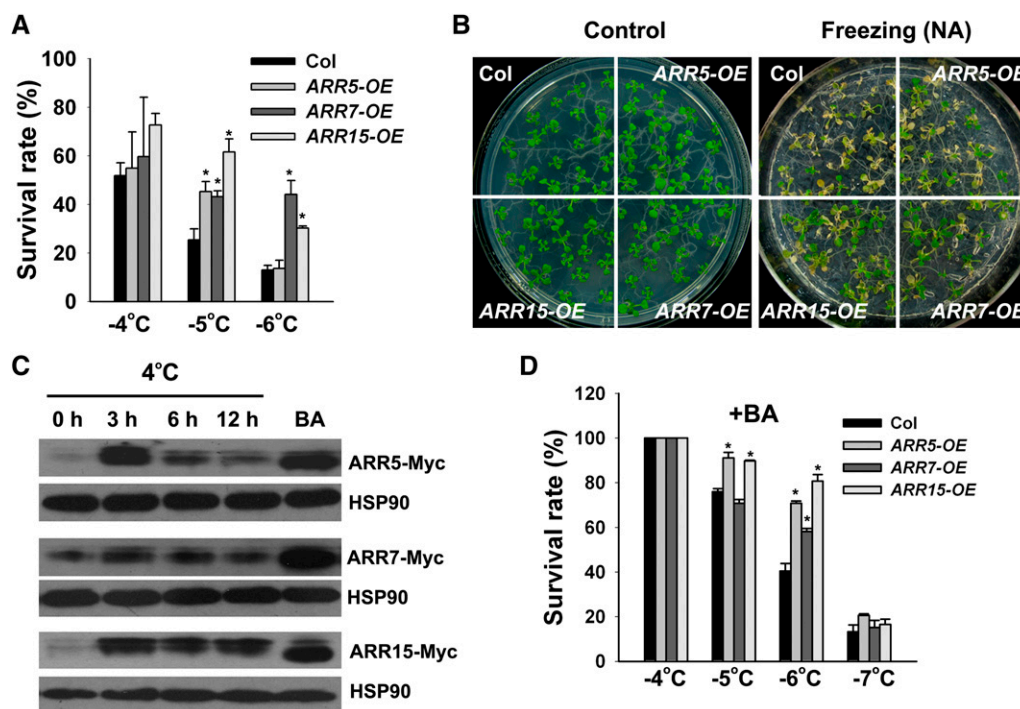 A
Survival rate (%)
100
80
60
40
20
0
Col
ARR5-OE
ARR7-OE
ARR15-OE
*
*
*
*
*
-4°C
-5°C
-6°C
B
Control
Freezing (NA)
Col
ARR5-OE
ARR15-OE
ARR7-OE
Col
ARR5-OE
ARR15-OE
ARR7-OE
C
4°C
0 h 3 h 6 h 12 h BA
ARR5-Myc
HSP90
ARR7-Myc
HSP90
ARR15-Myc
HSP90
D
Survival rate (%)
120
100
80
60
40
20
0
+BA
Col
ARR5-OE
ARR7-OE
ARR15-OE
*
*
*
*
*
-4°C
-5°C
-6°C
-7°C